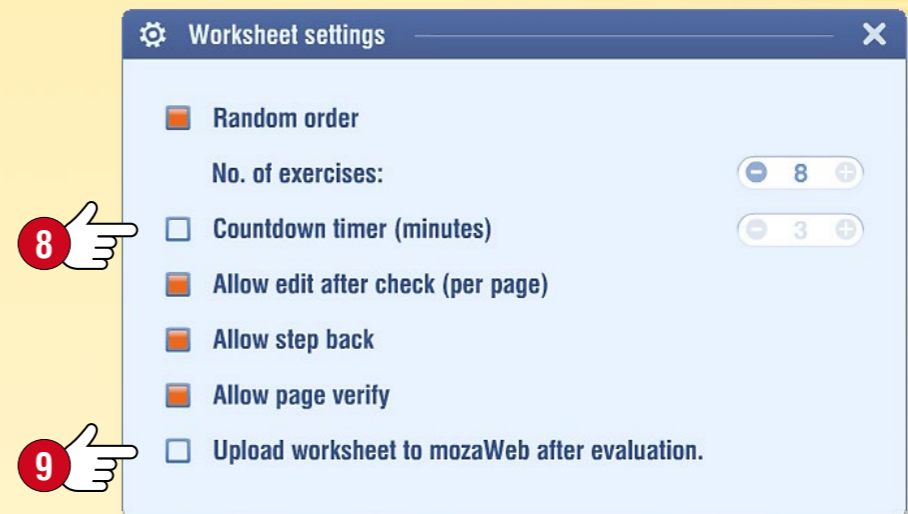 Worksheet settings
Random order
No. of exercises: 8
8 Countdown timer (minutes) 3
Allow edit after check (per page)
Allow step back
Allow page verify
9 Upload worksheet to mozaWeb after evaluation.